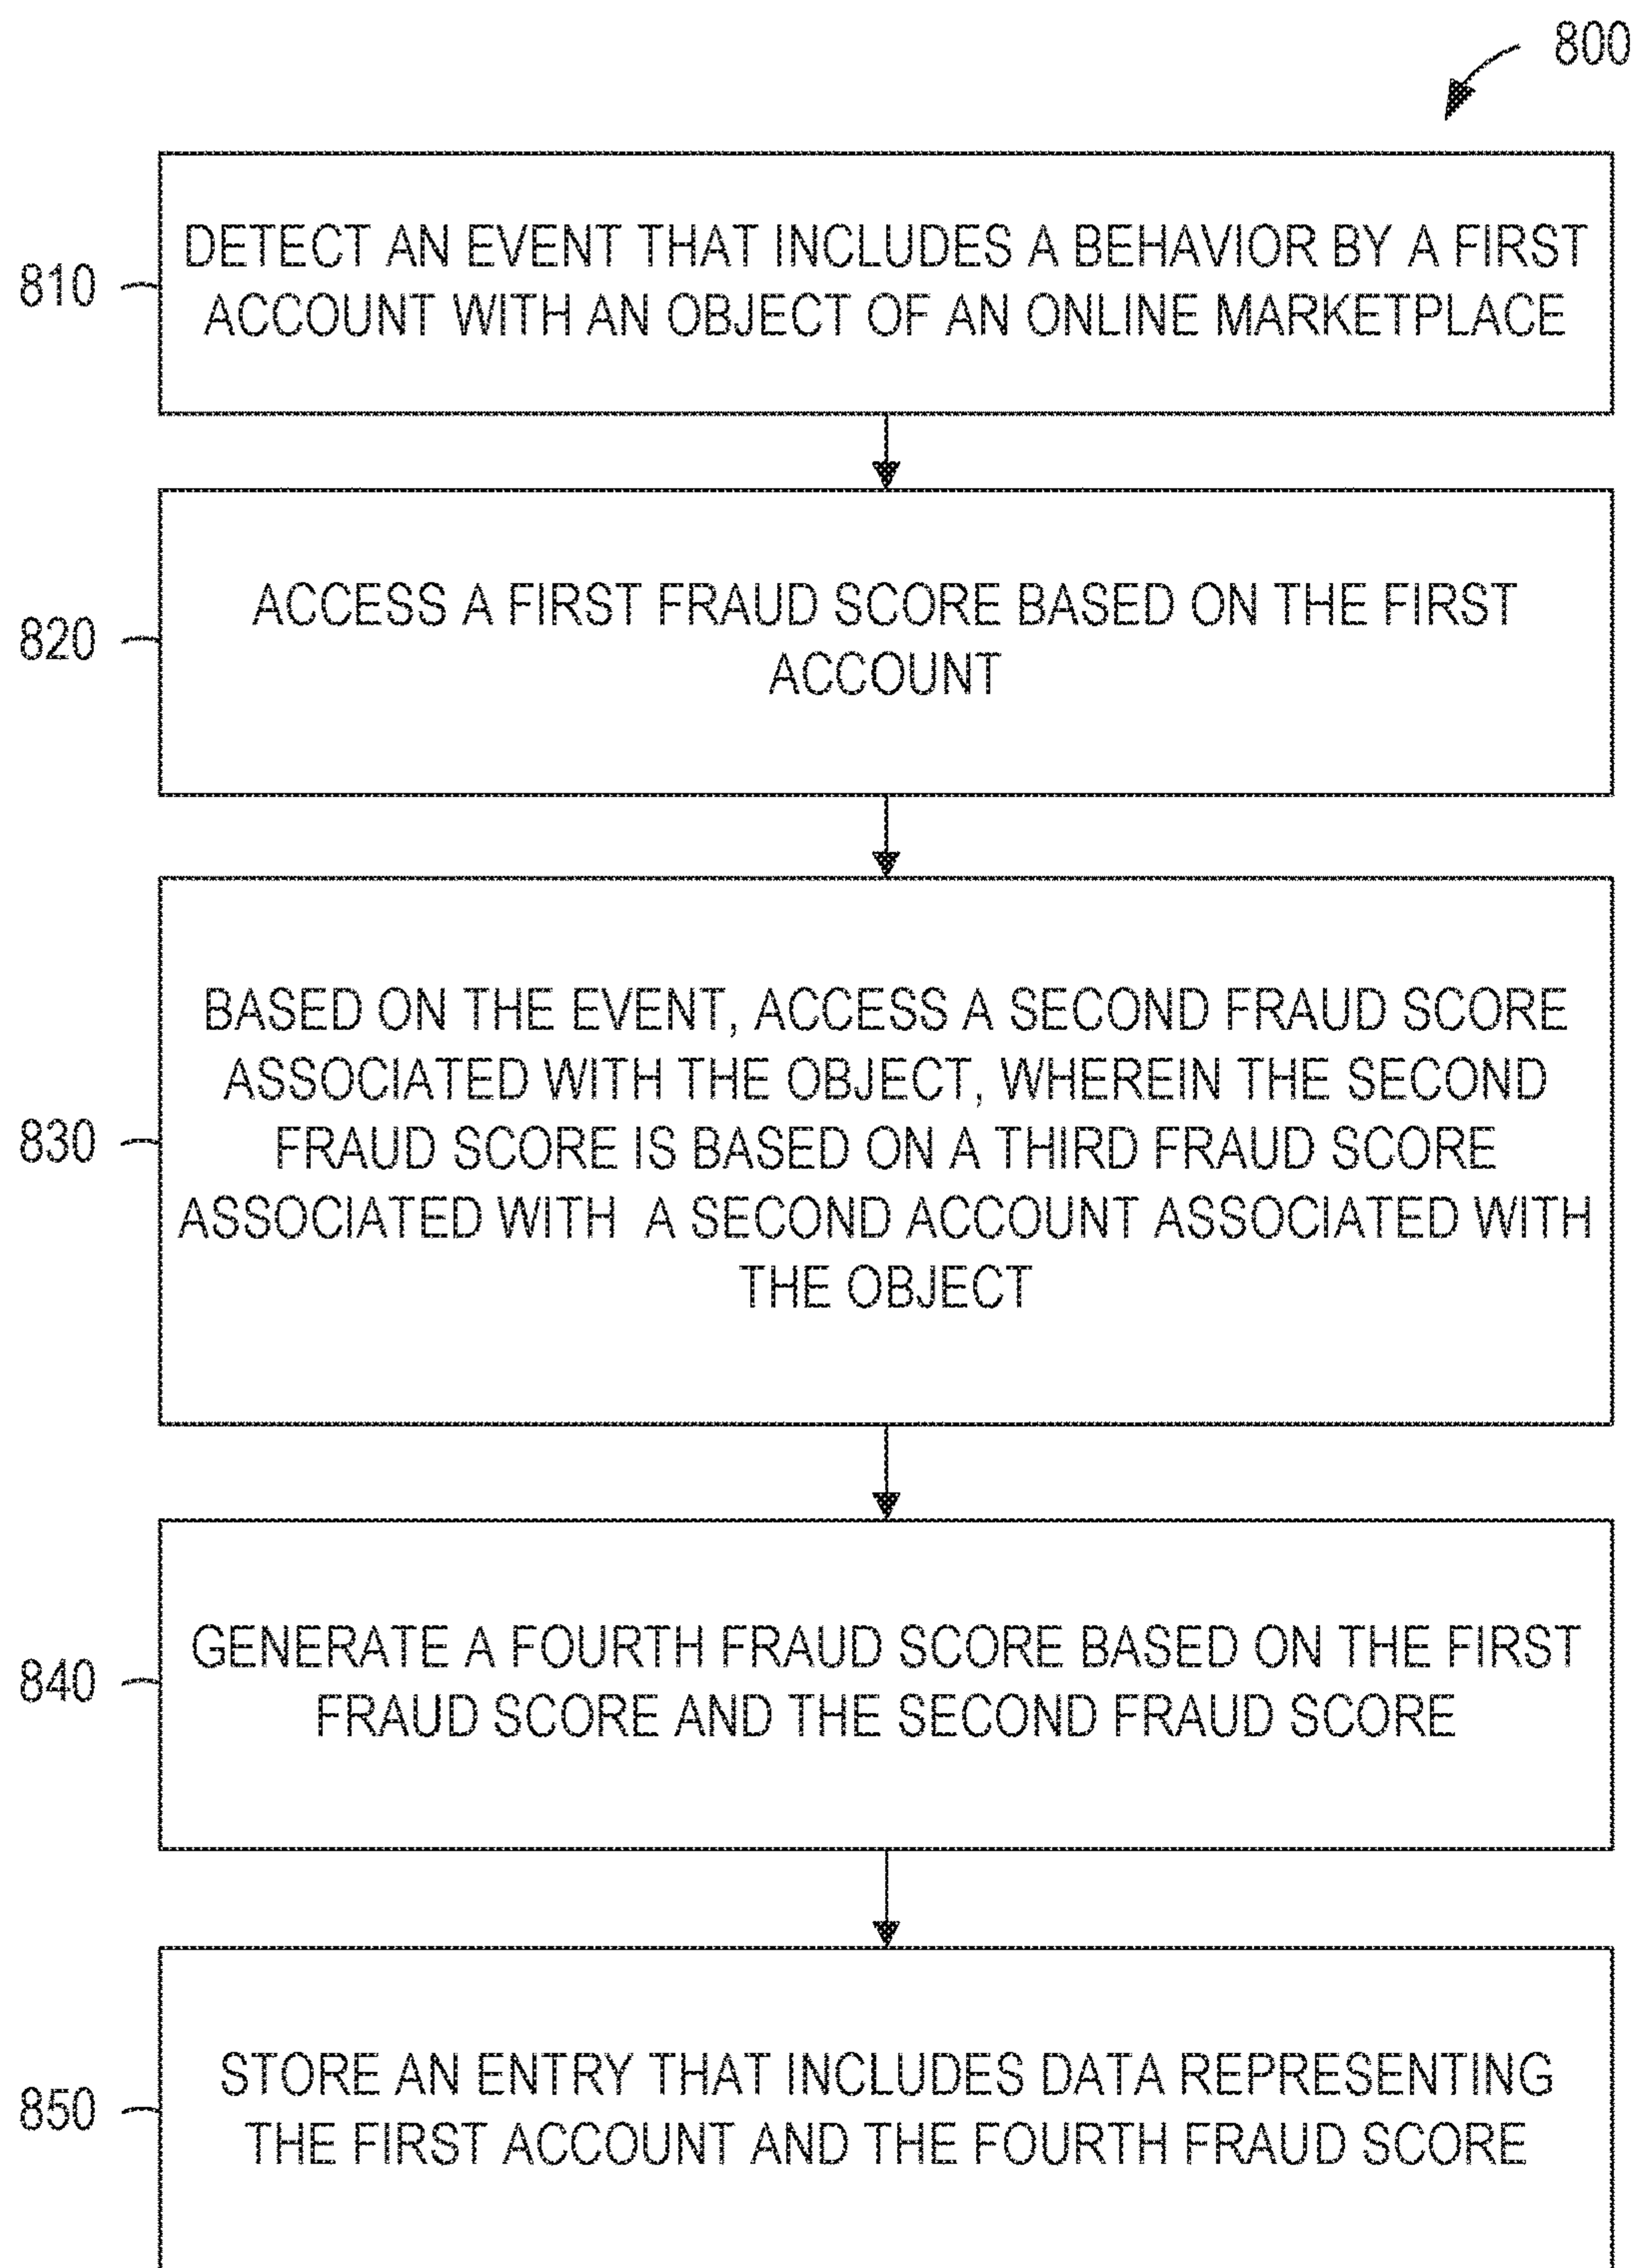 800
810
DETECT AN EVENT THAT INCLUDES A BEHAVIOR BY A FIRST
ACCOUNT WITH AN OBJECT OF AN ONLINE MARKETPLACE
820
ACCESS A FIRST FRAUD SCORE BASED ON THE FIRST
ACCOUNT
830
BASED ON THE EVENT, ACCESS A SECOND FRAUD SCORE
ASSOCIATED WITH THE OBJECT, WHEREIN THE SECOND
FRAUD SCORE IS BASED ON A THIRD FRAUD SCORE
ASSOCIATED WITH A SECOND ACCOUNT ASSOCIATED WITH
THE OBJECT
840
GENERATE A FOURTH FRAUD SCORE BASED ON THE FIRST
FRAUD SCORE AND THE SECOND FRAUD SCORE
850
STORE AN ENTRY THAT INCLUDES DATA REPRESENTING
THE FIRST ACCOUNT AND THE FOURTH FRAUD SCORE